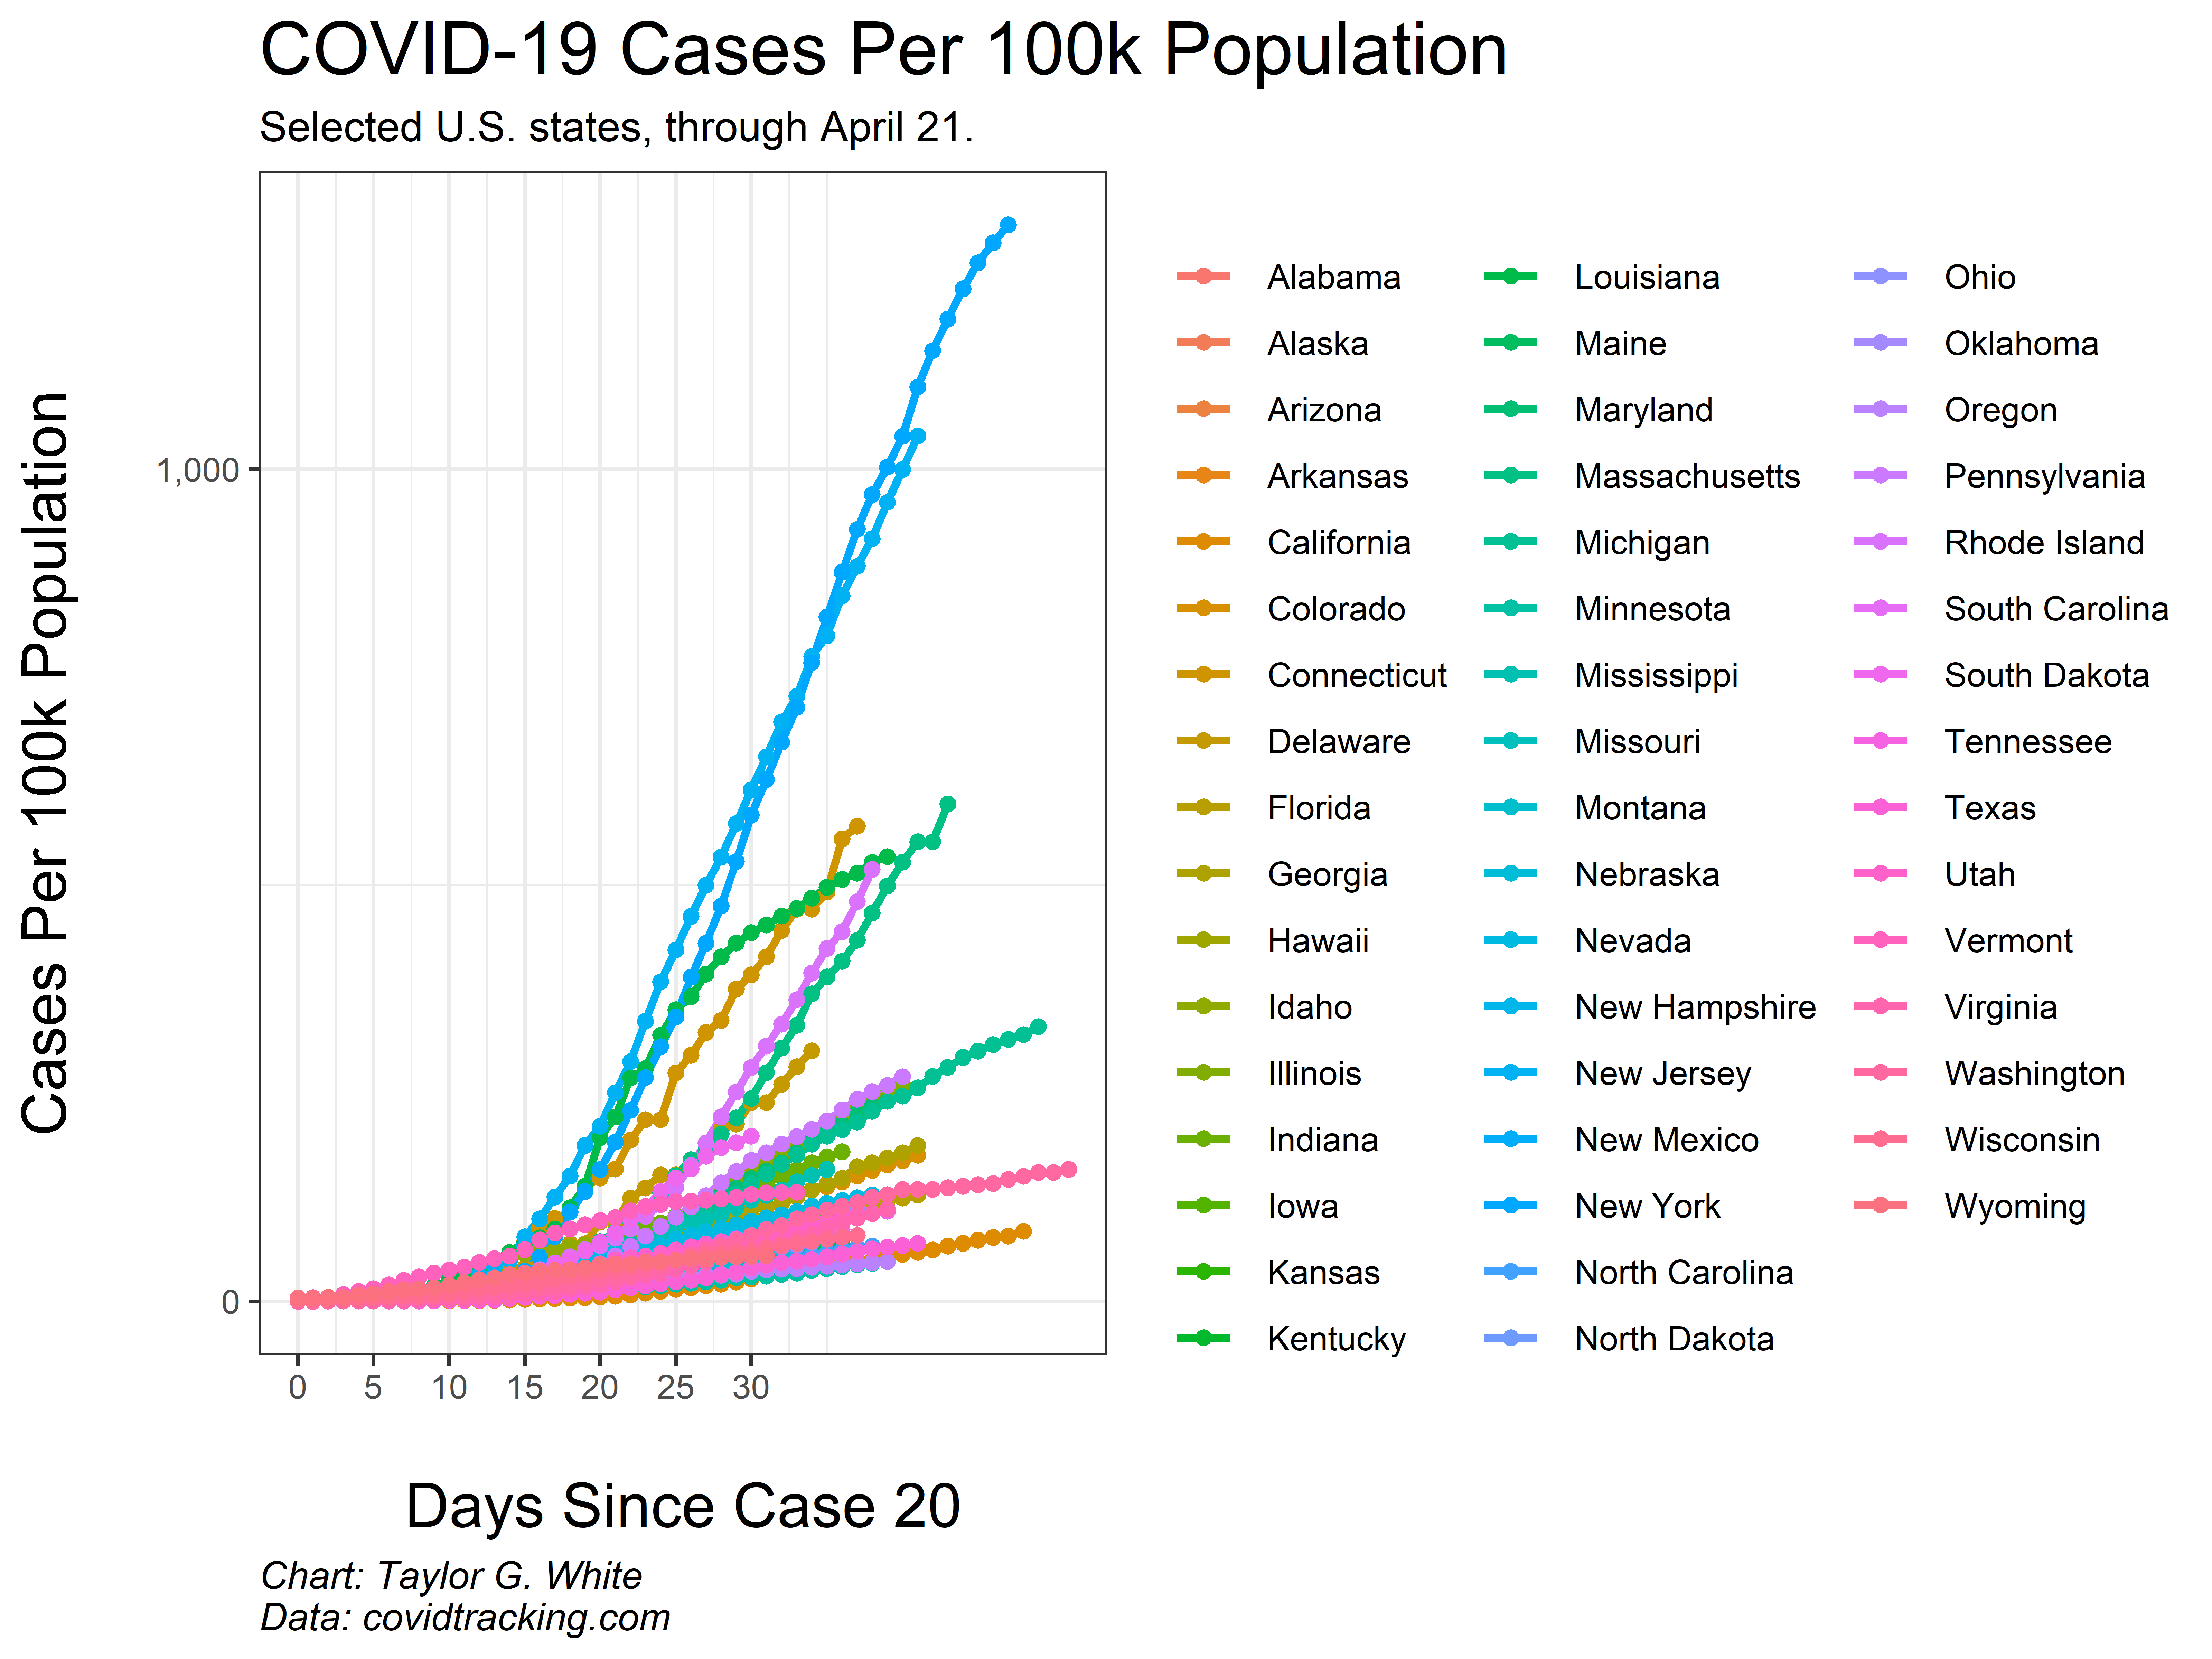 COVID-19 Cases Per 100k Population
Selected U.S. states, through April 21.
Cases Per 100k Population
1,000
0
0 5 10 15 20 25 30
Days Since Case 20
Alabama
Alaska
Arizona
Arkansas
California
Colorado
Connecticut
Delaware
Florida
Georgia
Hawaii
Idaho
Illinois
Indiana
Iowa
Kansas
Kentucky
Louisiana
Maine
Maryland
Massachusetts
Michigan
Minnesota
Mississippi
Missouri
Montana
Nebraska
Nevada
New Hampshire
New Jersey
New Mexico
New York
North Carolina
North Dakota
Ohio
Oklahoma
Oregon
Pennsylvania
Rhode Island
South Carolina
South Dakota
Tennessee
Texas
Utah
Vermont
Virginia
Washington
Wisconsin
Wyoming
Chart: Taylor G. White
Data: covidtracking.com